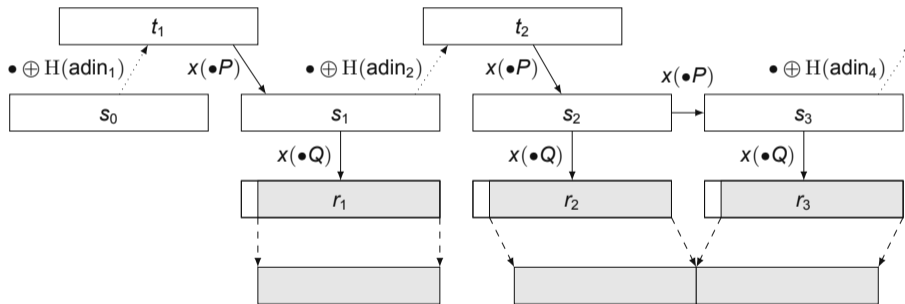 t₁ t₂
• ⊕ H(adin₁) x(•P) • ⊕ H(adin₂) x(•P) x(•P) • ⊕ H(adin₄)
s₀ s₁ s₂ s₃
x(•Q) x(•Q) x(•Q)
r₁ r₂ r₃